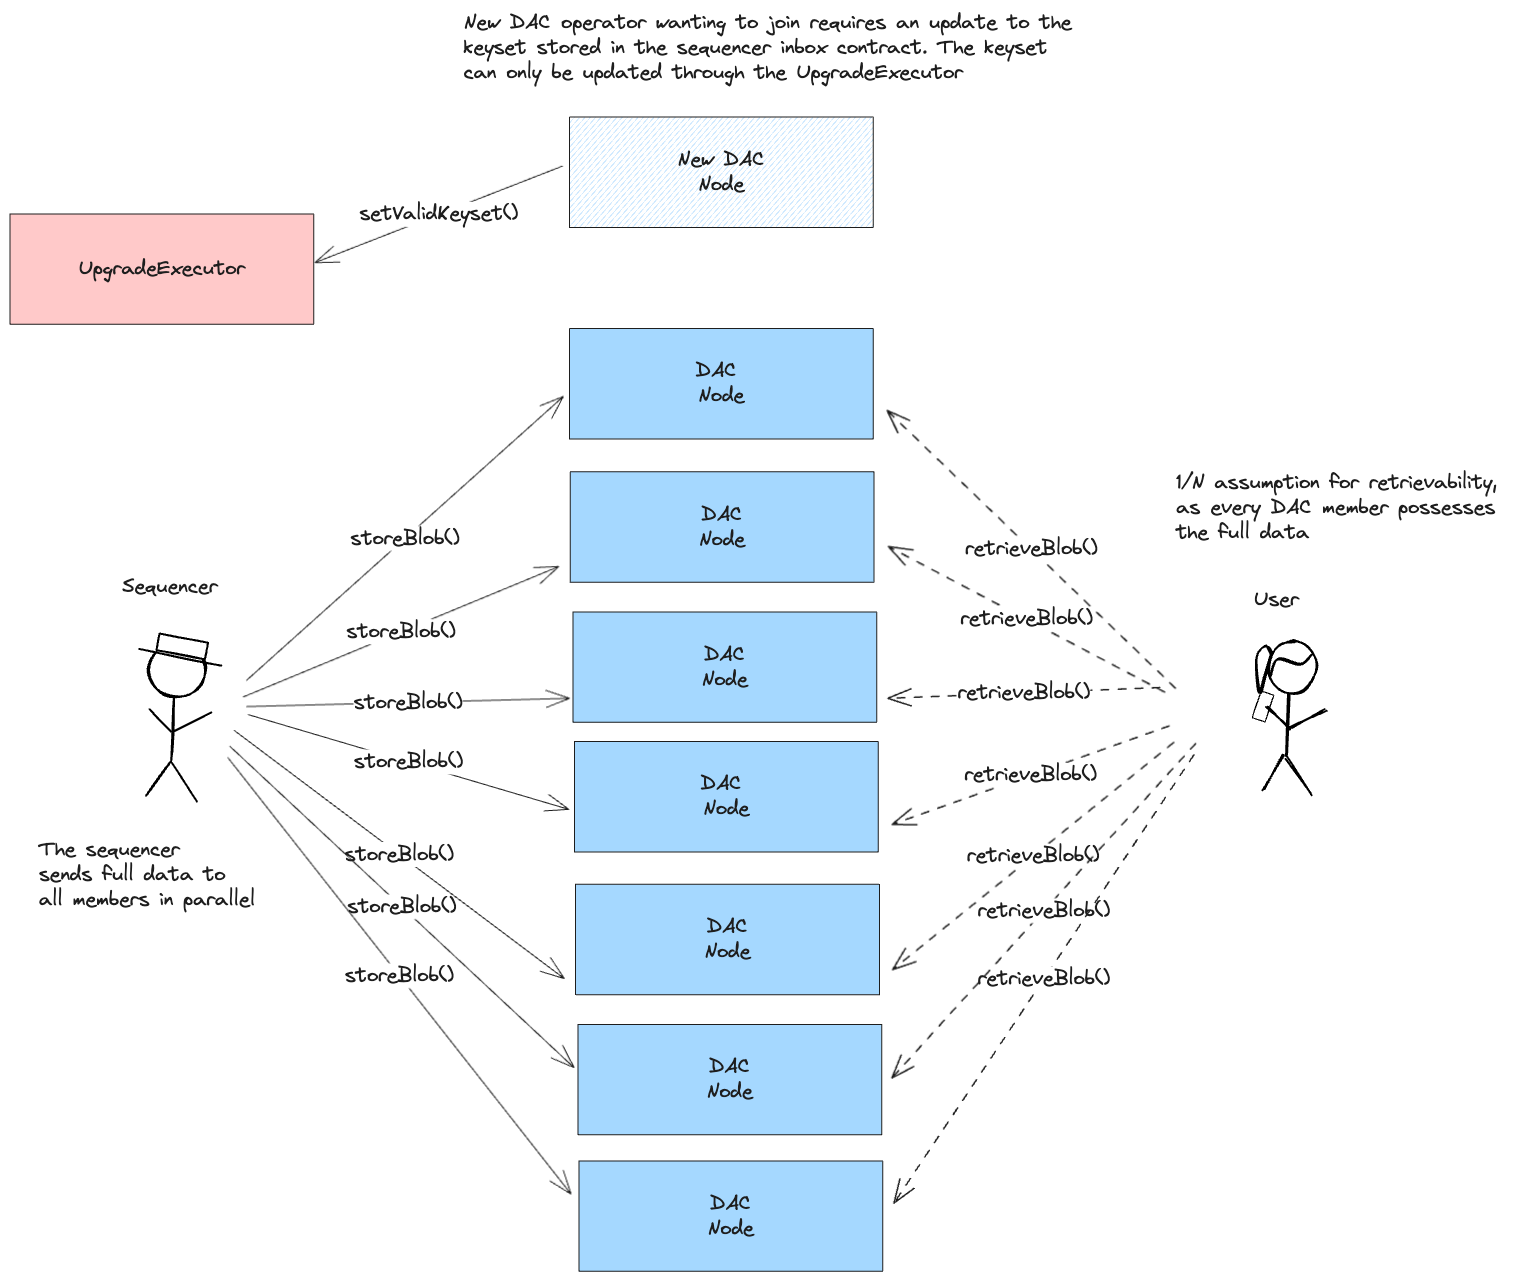 New DAC operator wanting to join requires an update to the
keyset stored in the sequencer inbox contract. The keyset
can only be updated through the UpgradeExecutor
New DAC
Node
setValidKeyset()
UpgradeExecutor
DAC
Node
DAC
Node
1/N assumption for retrievability,
as every DAC member possesses
the full data
storeBlob()
retrieveBlob()
Sequencer
User
storeBlob()
retrieveBlob()
DAC
Node
storeBlob()
retrieveBlob()
storeBlob()
retrieveBlob()
DAC
Node
The sequencer
sends full data to
all members in parallel
storeBlob()
retrieveBlob()
storeBlob()
retrieveBlob()
DAC
Node
storeBlob()
retrieveBlob()
DAC
Node
DAC
Node